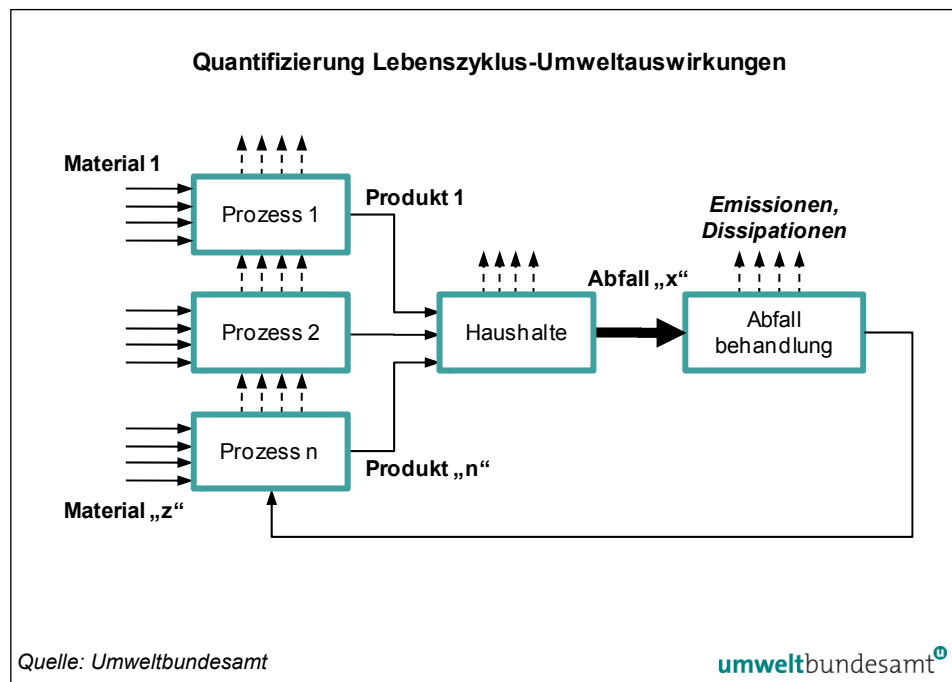 Quantifizierung Lebenszyklus-Umweltauswirkungen
Material 1
Prozess 1
Produkt 1
Emissionen,
Dissipationen
Prozess 2
Haushalte
Abfall „x“
Abfall
behandlung
Prozess n
Produkt „n“
Material „z“
Quelle: Umweltbundesamt
umweltbundesamt
u